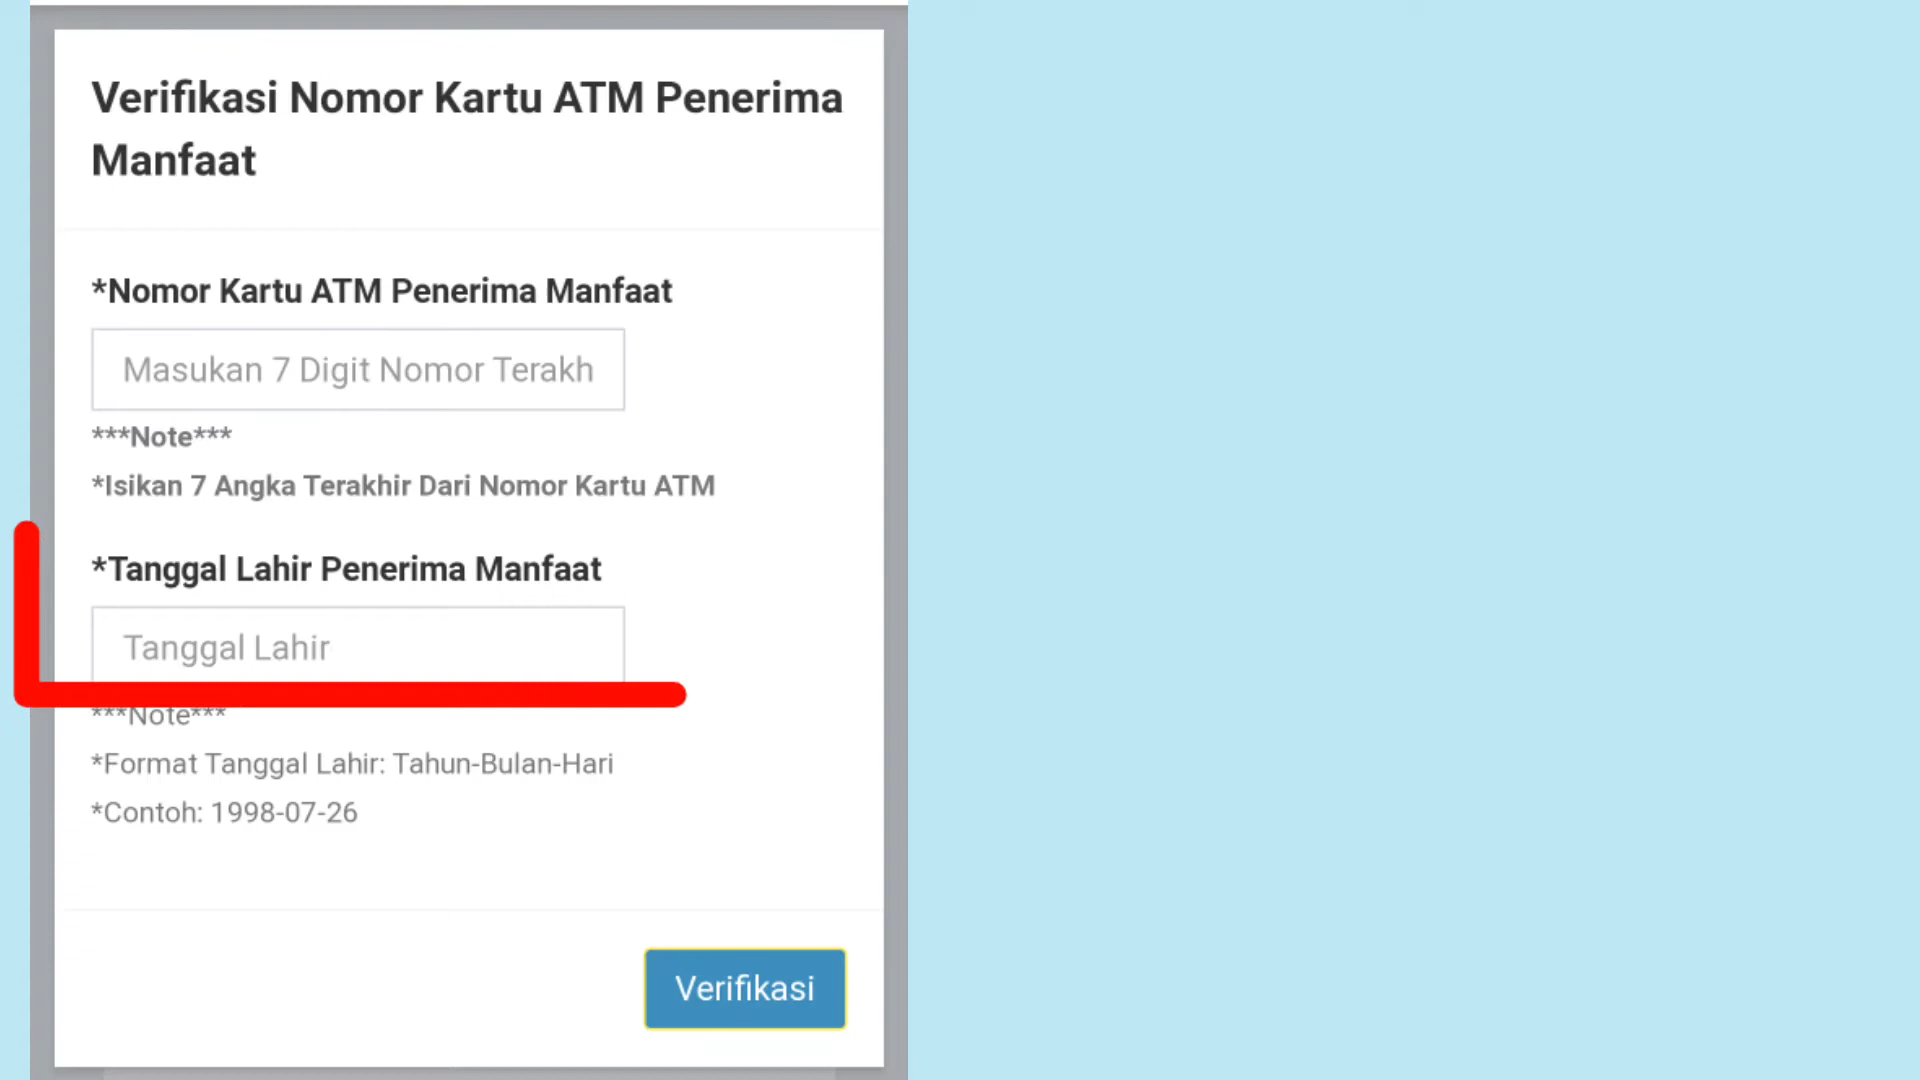 Verifikasi Nomor Kartu ATM Penerima
Manfaat
*Nomor Kartu ATM Penerima Manfaat
Masukan 7 Digit Nomor Terakh
***Note***
*Isikan 7 Angka Terakhir Dari Nomor Kartu ATM
*Tanggal Lahir Penerima Manfaat
Tanggal Lahir
***Note***
*Format Tanggal Lahir: Tahun-Bulan-Hari
*Contoh: 1998-07-26
Verifikasi